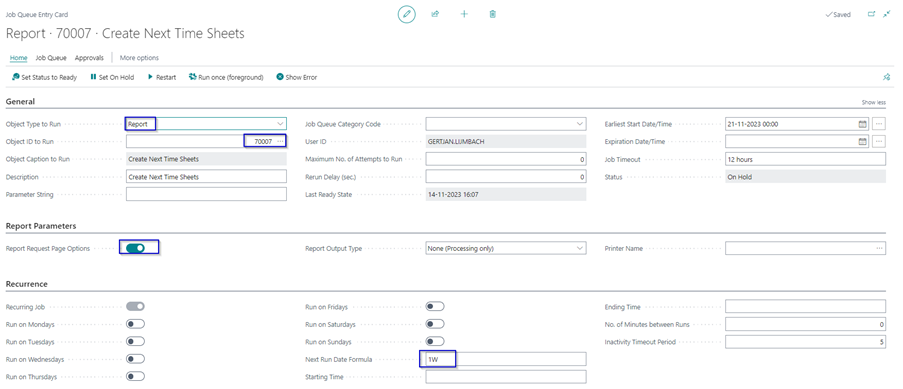 Job Queue Entry Card
Saved
Report · 70007 · Create Next Time Sheets
Home Job Queue Approvals More options
Set Status to Ready Set On Hold Restart Run once (foreground) Show Error
General
Show less
Object Type to Run Report
Object ID to Run 70007
Object Caption to Run Create Next Time Sheets
Description Create Next Time Sheets
Parameter String
Job Queue Category Code
User ID GERTJAN.LUMBACH
Maximum No. of Attempts to Run 0
Rerun Delay (sec.) 0
Last Ready State 14-11-2023 16:07
Earliest Start Date/Time 21-11-2023 00:00
Expiration Date/Time
Job Timeout 12 hours
Status On Hold
Report Parameters
Report Request Page Options
Report Output Type None (Processing only)
Printer Name
Recurrence
Recurring Job
Run on Mondays
Run on Tuesdays
Run on Wednesdays
Run on Thursdays
Run on Fridays
Run on Saturdays
Run on Sundays
Next Run Date Formula 1W
Starting Time
Ending Time
No. of Minutes between Runs 0
Inactivity Timeout Period 5